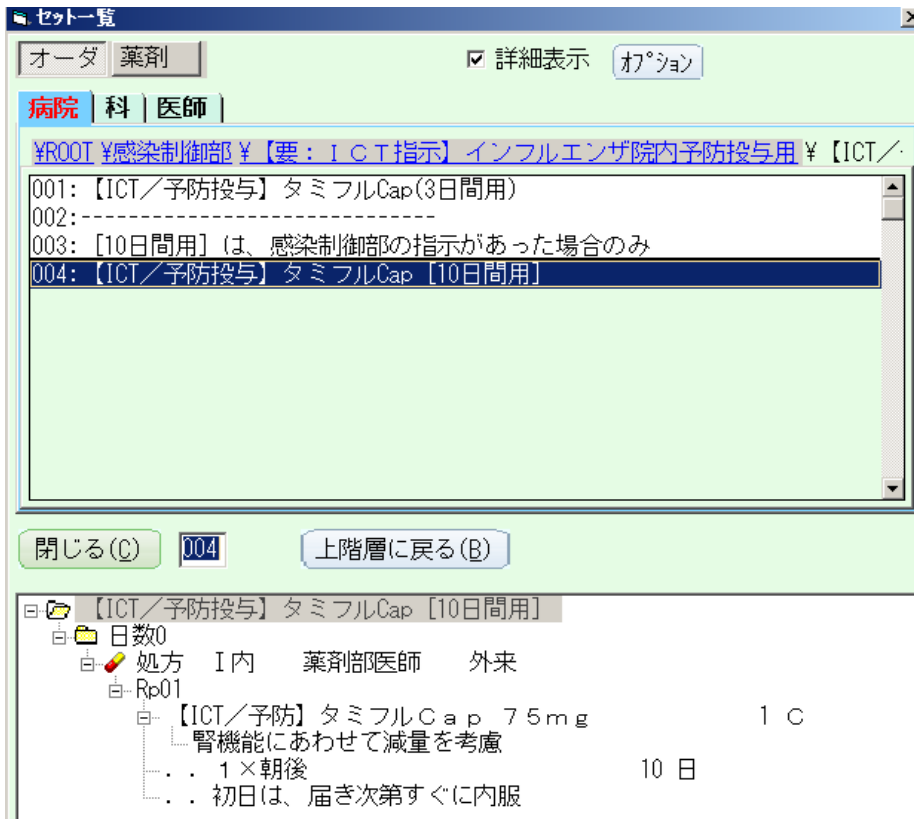 セット一覧
オーダ 薬剤 詳細表示 オプション
病院 科 医師
¥ROOT ¥感染制御部 ¥【要：ＩＣＴ指示】インフルエンザ院内予防投与用 ¥【ICT／
001:【ICT／予防投与】タミフルCap(3日間用)
002:------------------------------
003: [10日間用] は、感染制御部の指示があった場合のみ
004:【ICT／予防投与】タミフルCap [10日間用]
閉じる(C) 004 上階層に戻る(B)
【ICT／予防投与】タミフルCap [10日間用]
日数0
処方 Ｉ内 薬剤部医師 外来
Rp01
【ICT／予防】タミフルＣａｐ ７５ｍｇ １ Ｃ
腎機能にあわせて減量を考慮
．．１×朝後 10 日
．．初日は、届き次第すぐに内服